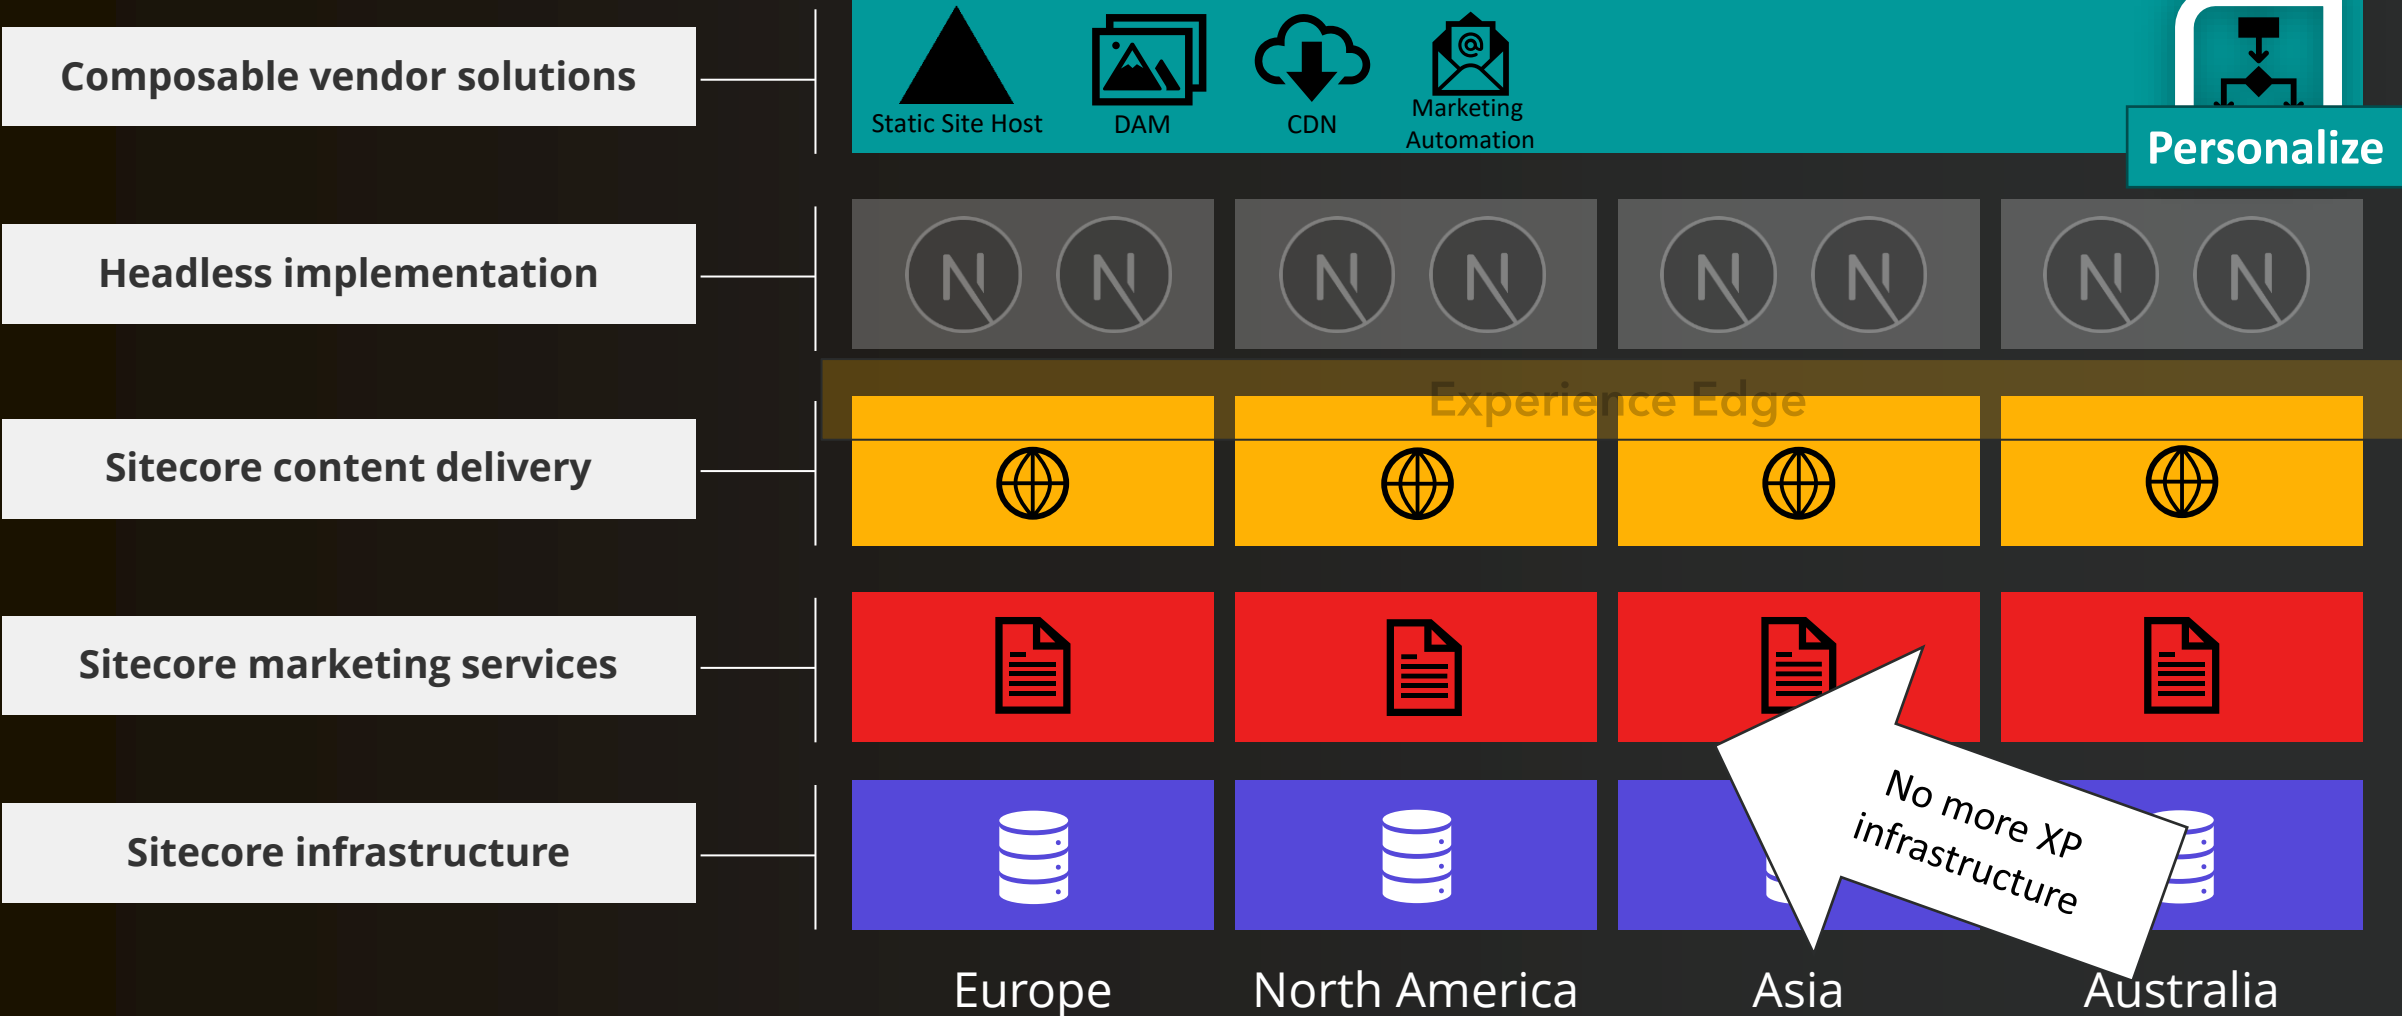 Composable vendor solutions
Static Site Host
DAM
CDN
@
Marketing
Automation
Personalize
Headless implementation
N N N N N N N N
Experience Edge
Sitecore content delivery
Sitecore marketing services
No more XP
infrastructure
Sitecore infrastructure
Europe
North America
Asia
Australia